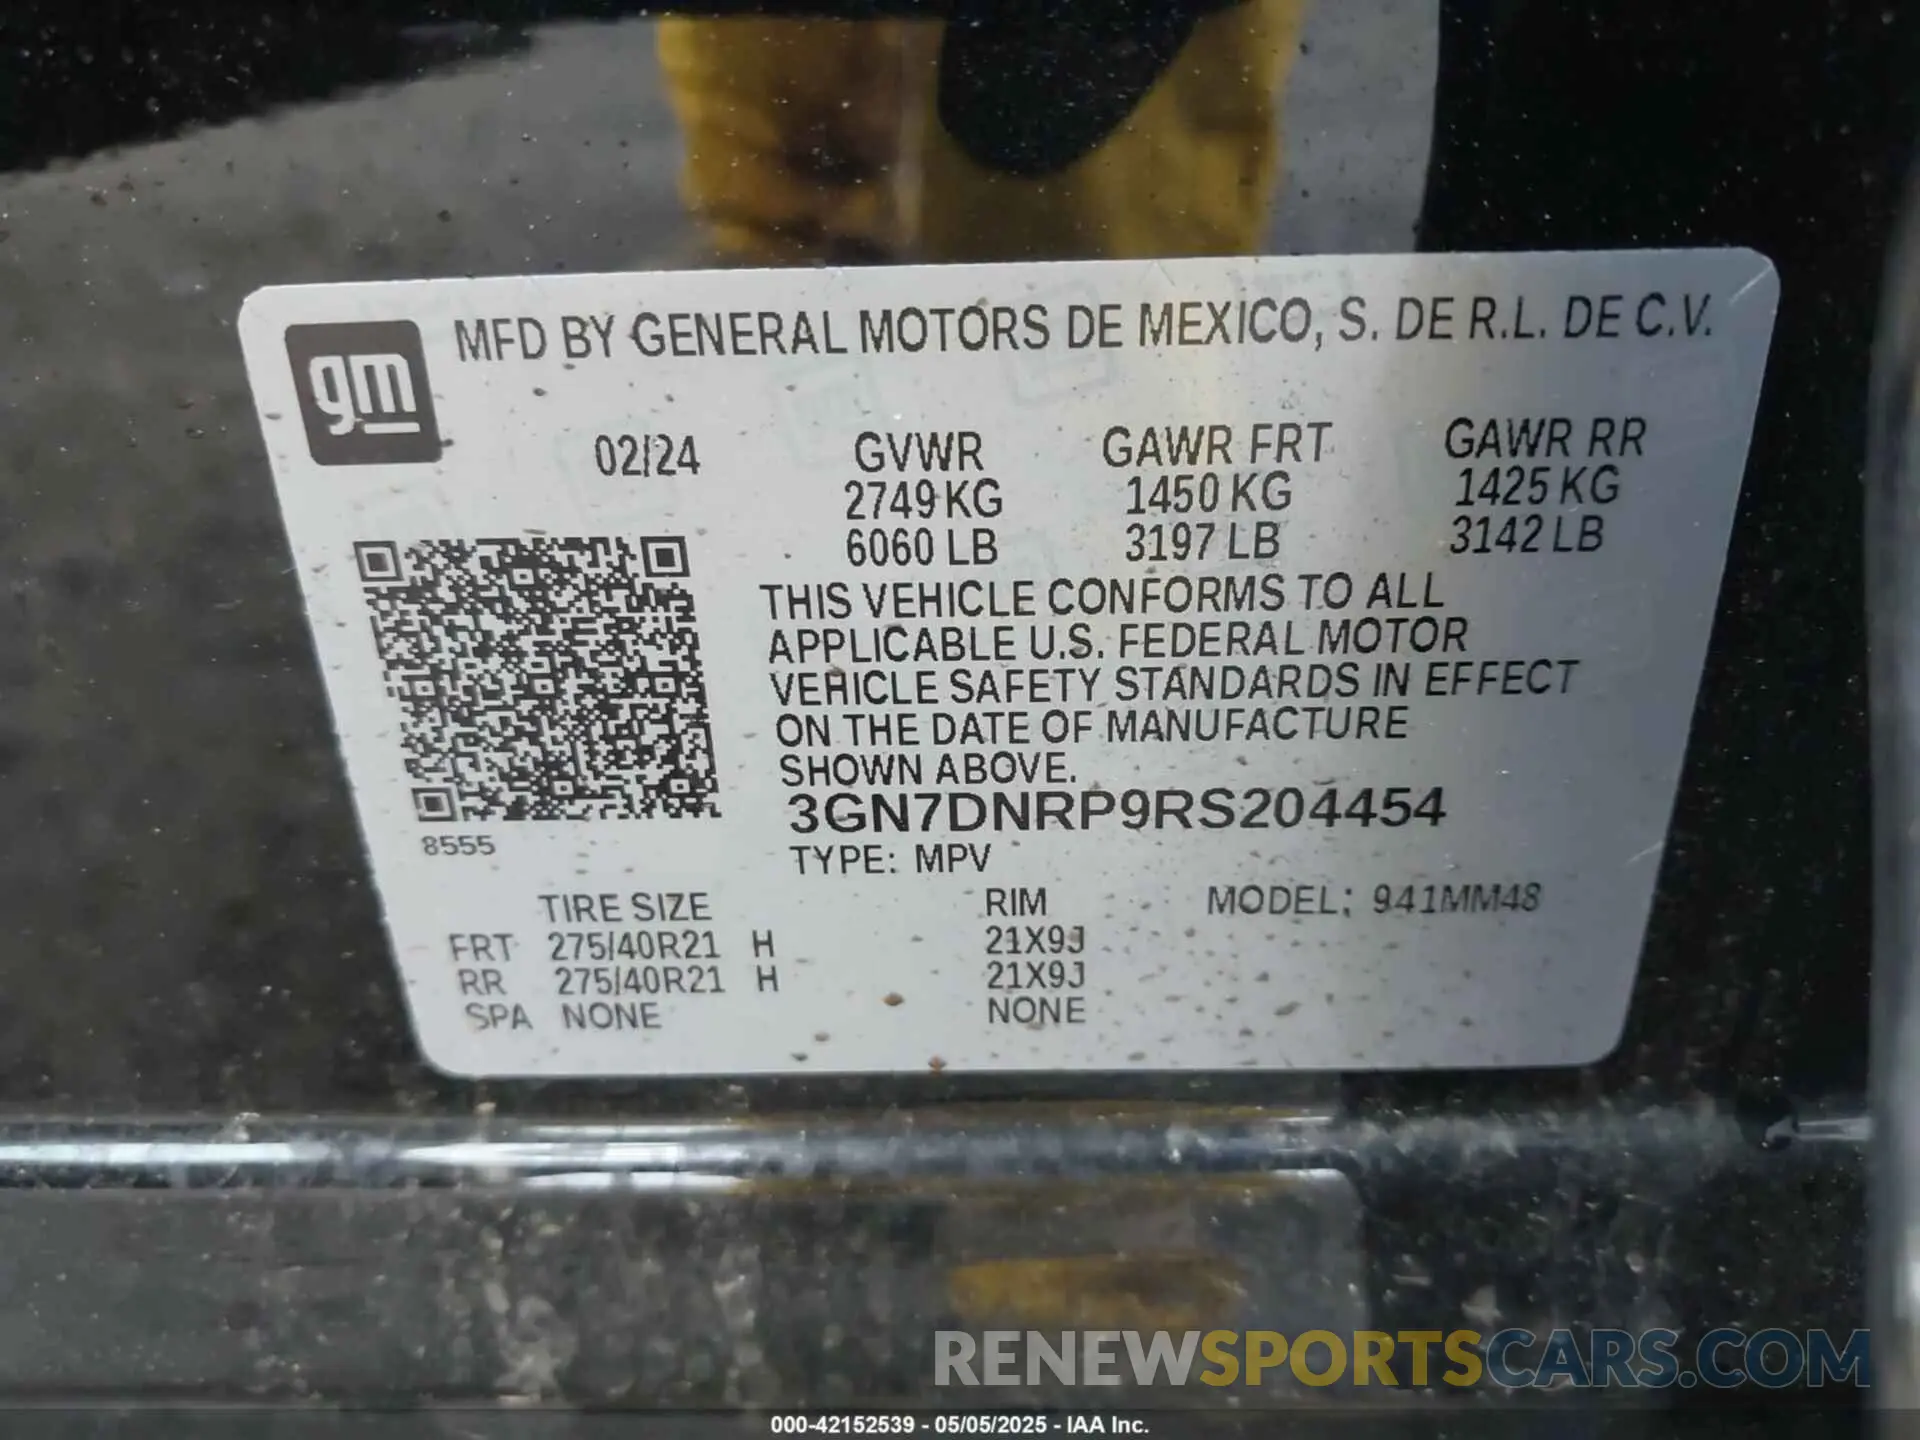 gm
MFD BY GENERAL MOTORS DE MEXICO, S. DE R.L. DE C.V.
02/24 GVWR GAWR FRT GAWR RR
2749 KG 1450 KG 1425 KG
6060 LB 3197 LB 3142 LB
THIS VEHICLE CONFORMS TO ALL
APPLICABLE U.S. FEDERAL MOTOR
VEHICLE SAFETY STANDARDS IN EFFECT
ON THE DATE OF MANUFACTURE
SHOWN ABOVE.
3GN7DNRP9RS204454
8555
TYPE: MPV
TIRE SIZE RIM MODEL: 941MM48
FRT 275/40R21 H 21X9J
RR 275/40R21 H 21X9J
SPA NONE NONE
RENEWSPORTSCARS.COM
000-42152539 - 05/05/2025 - IAA Inc.